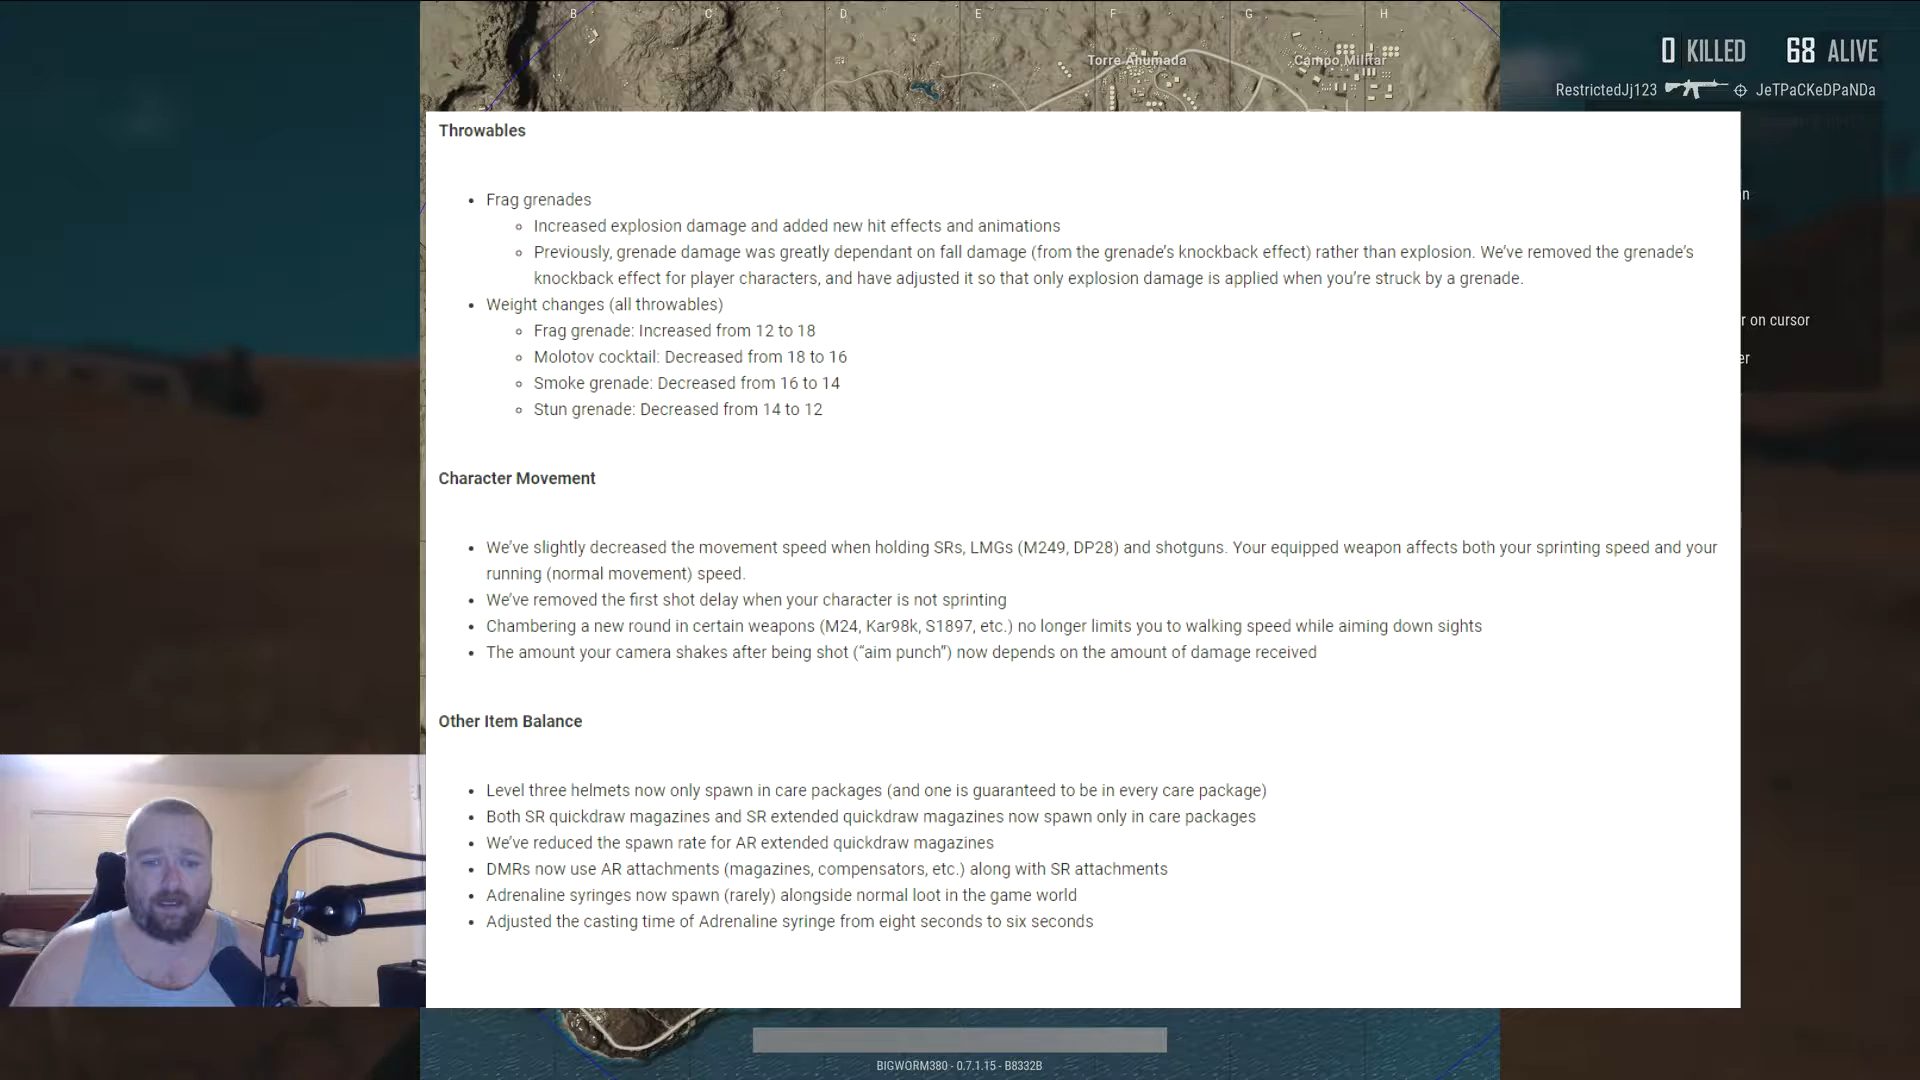 B C D E F G H
0 KILLED 68 ALIVE
Torre Ahumada Campo Militar
RestrictedJj123 JeTPaCKeDPaNDa
Throwables
• Frag grenades
◦ Increased explosion damage and added new hit effects and animations
◦ Previously, grenade damage was greatly dependant on fall damage (from the grenade's knockback effect) rather than explosion. We've removed the grenade's
knockback effect for player characters, and have adjusted it so that only explosion damage is applied when you're struck by a grenade.
• Weight changes (all throwables)
◦ Frag grenade: Increased from 12 to 18
r on cursor
◦ Molotov cocktail: Decreased from 18 to 16
◦ Smoke grenade: Decreased from 16 to 14
◦ Stun grenade: Decreased from 14 to 12
Character Movement
• We've slightly decreased the movement speed when holding SRs, LMGs (M249, DP28) and shotguns. Your equipped weapon affects both your sprinting speed and your
running (normal movement) speed.
• We've removed the first shot delay when your character is not sprinting
• Chambering a new round in certain weapons (M24, Kar98k, S1897, etc.) no longer limits you to walking speed while aiming down sights
• The amount your camera shakes after being shot ("aim punch") now depends on the amount of damage received
Other Item Balance
• Level three helmets now only spawn in care packages (and one is guaranteed to be in every care package)
• Both SR quickdraw magazines and SR extended quickdraw magazines now spawn only in care packages
• We've reduced the spawn rate for AR extended quickdraw magazines
• DMRs now use AR attachments (magazines, compensators, etc.) along with SR attachments
• Adrenaline syringes now spawn (rarely) alongside normal loot in the game world
• Adjusted the casting time of Adrenaline syringe from eight seconds to six seconds
BIGWORM380 - 0.7.1.15 - B8332B